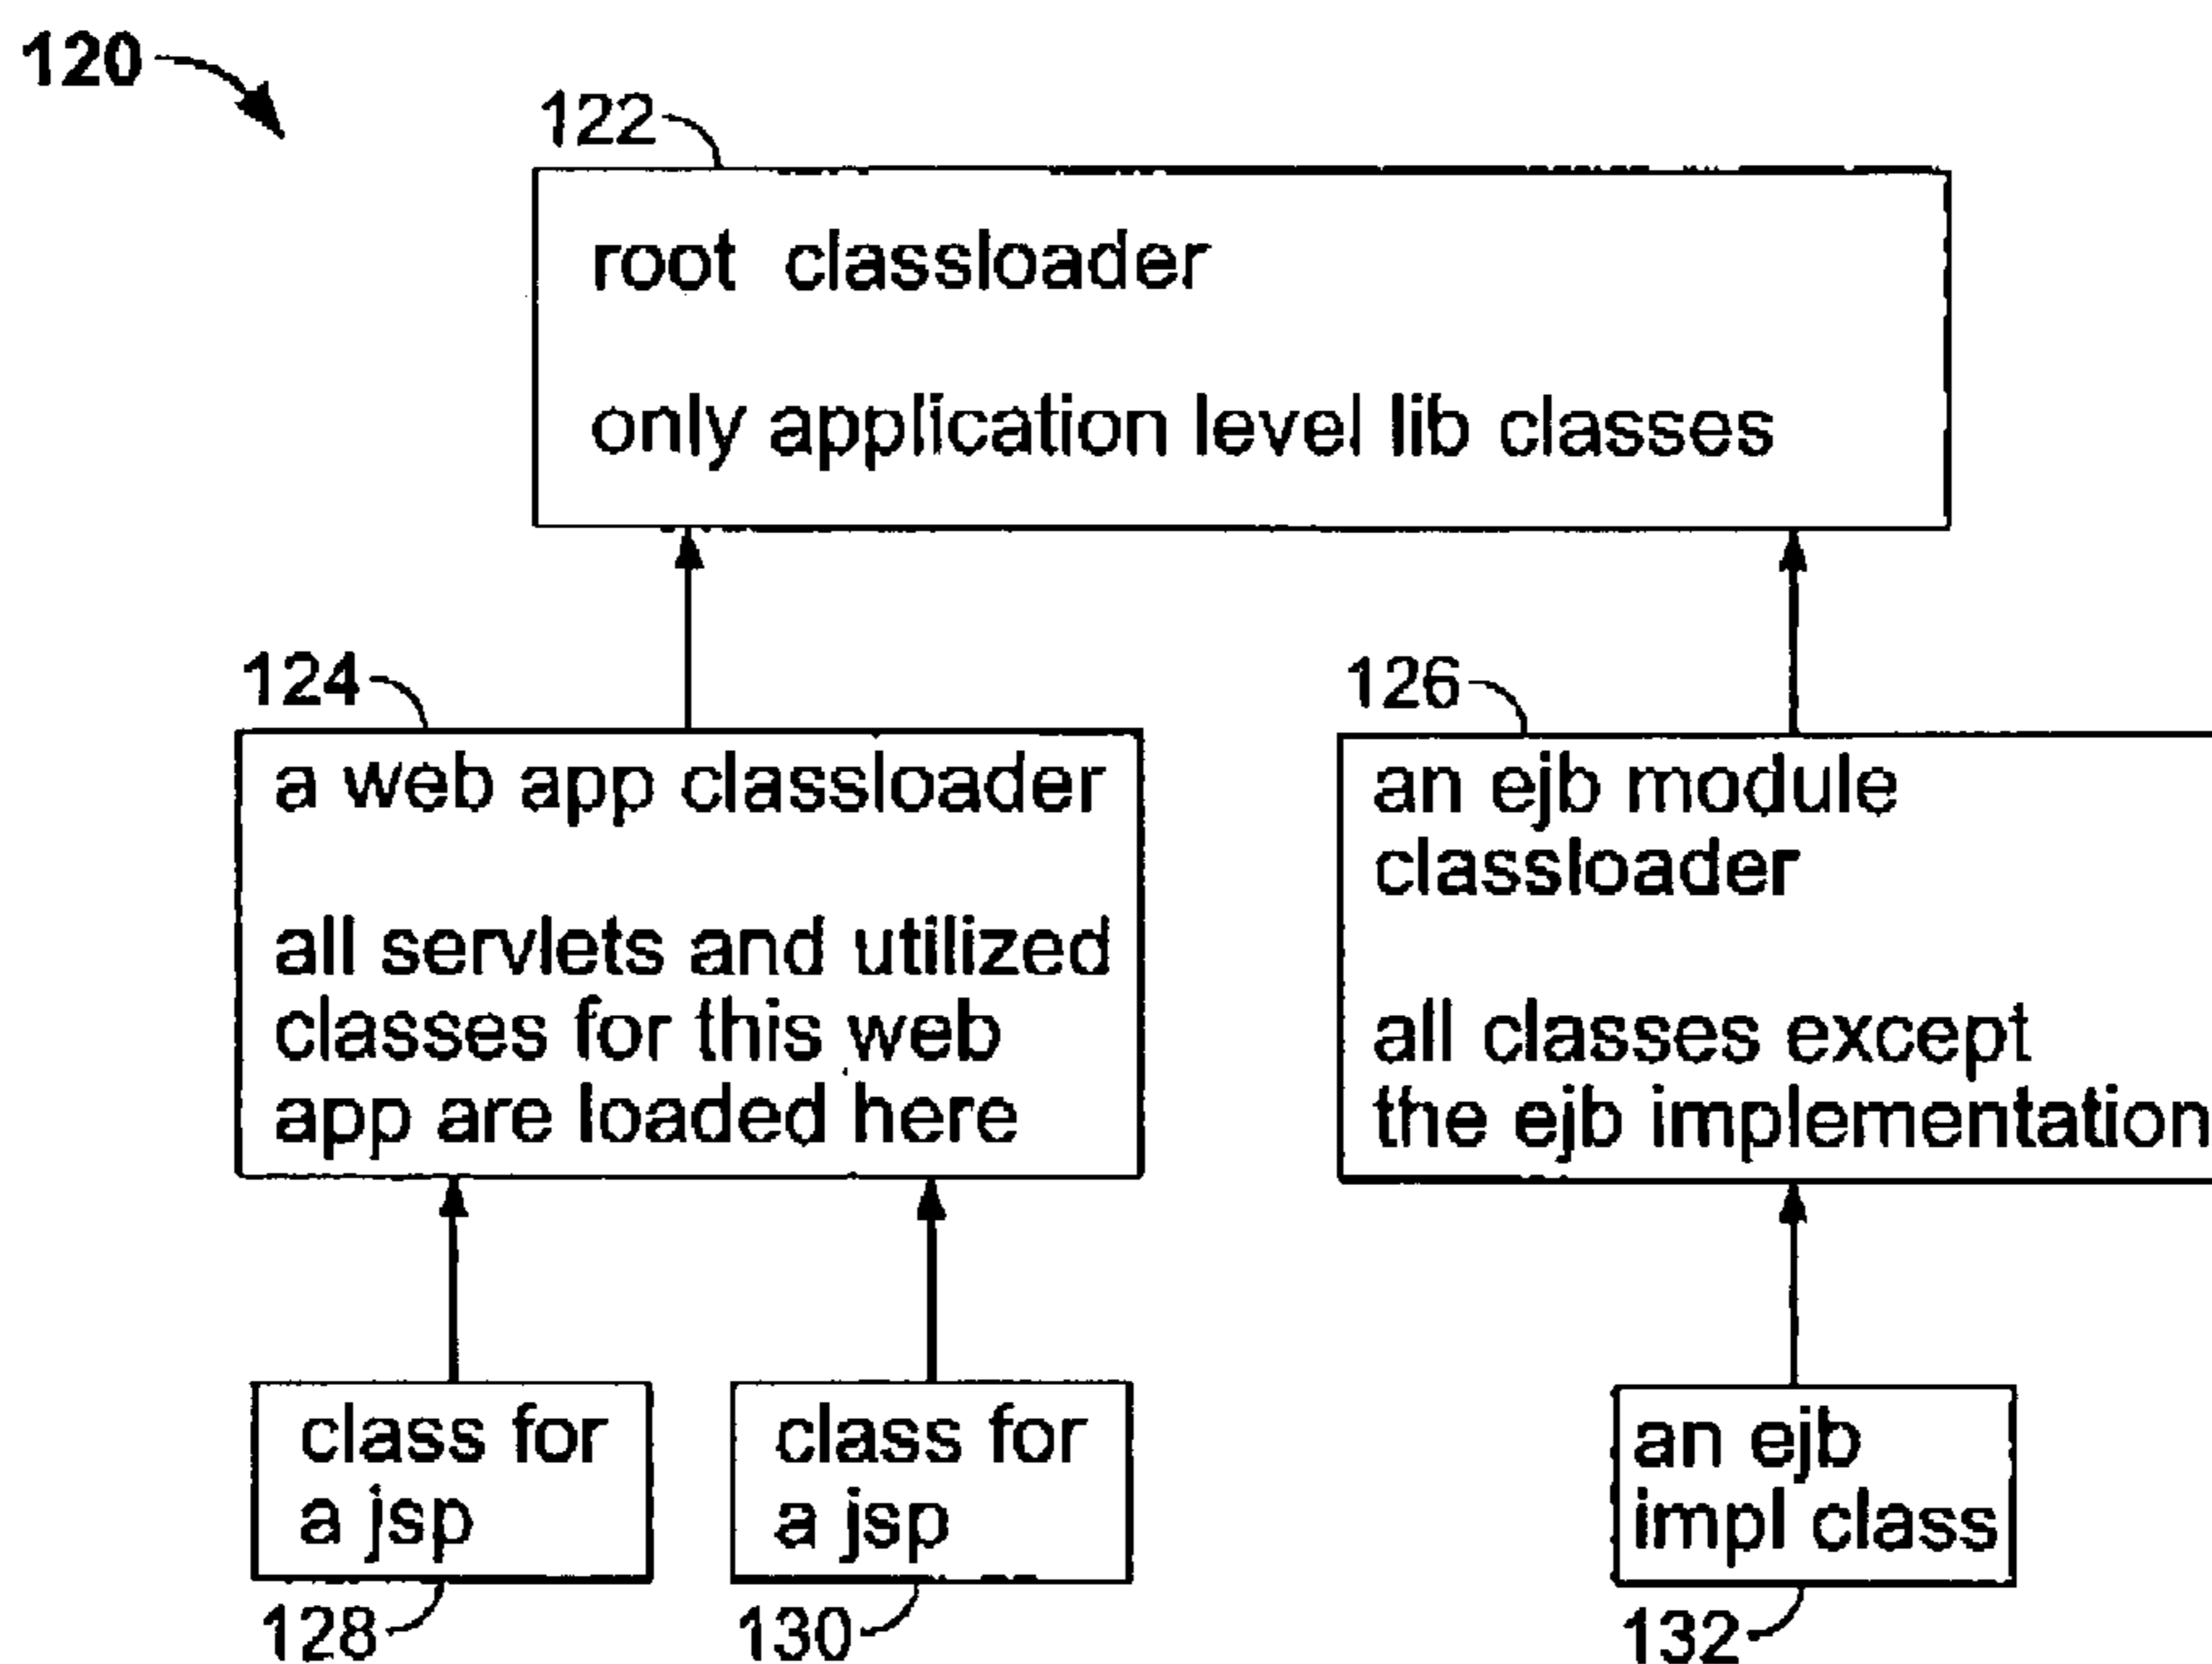 120
122
root classloader
only application level lib classes
124
a web app classloader
all servlets and utilized
classes for this web
app are loaded here
126
an ejb module
classloader
all classes except
the ejb implementation
class for
a jsp
128
class for
a jsp
130
an ejb
impl class
132